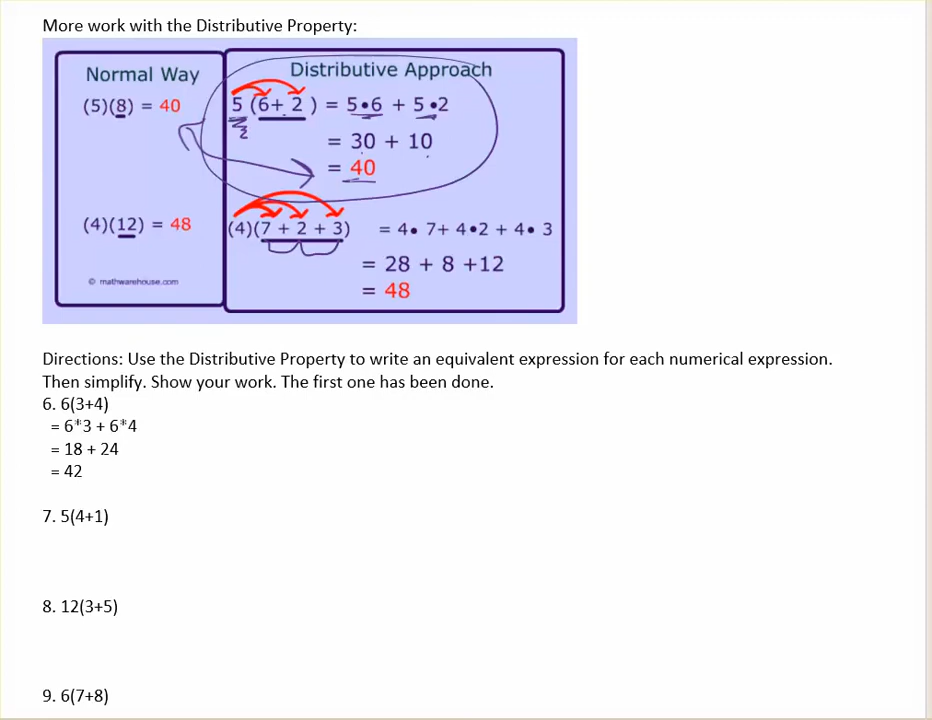 More work with the Distributive Property:
Normal Way
(5)(8) = 40
(4)(12) = 48
© mathwarehouse.com
Distributive Approach
5 (6+ 2 ) = 5•6 + 5•2
= 30 + 10
= 40
(4)(7 + 2 + 3) = 4• 7+ 4•2 + 4• 3
= 28 + 8 +12
= 48
Directions: Use the Distributive Property to write an equivalent expression for each numerical expression.
Then simplify. Show your work. The first one has been done.
6. 6(3+4)
= 6*3 + 6*4
= 18 + 24
= 42
7. 5(4+1)
8. 12(3+5)
9. 6(7+8)